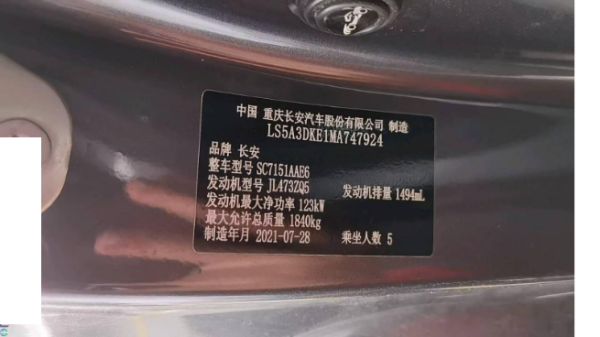 中国 重庆长安汽车股份有限公司 制造
LS5A3DKE1MA747924
品牌 长安
整车型号 SC7151AAE6
发动机型号 JL473ZQ5 发动机排量 1494mL
发动机最大净功率 123kW
最大允许总质量 1840kg
制造年月 2021-07-28 乘坐人数 5